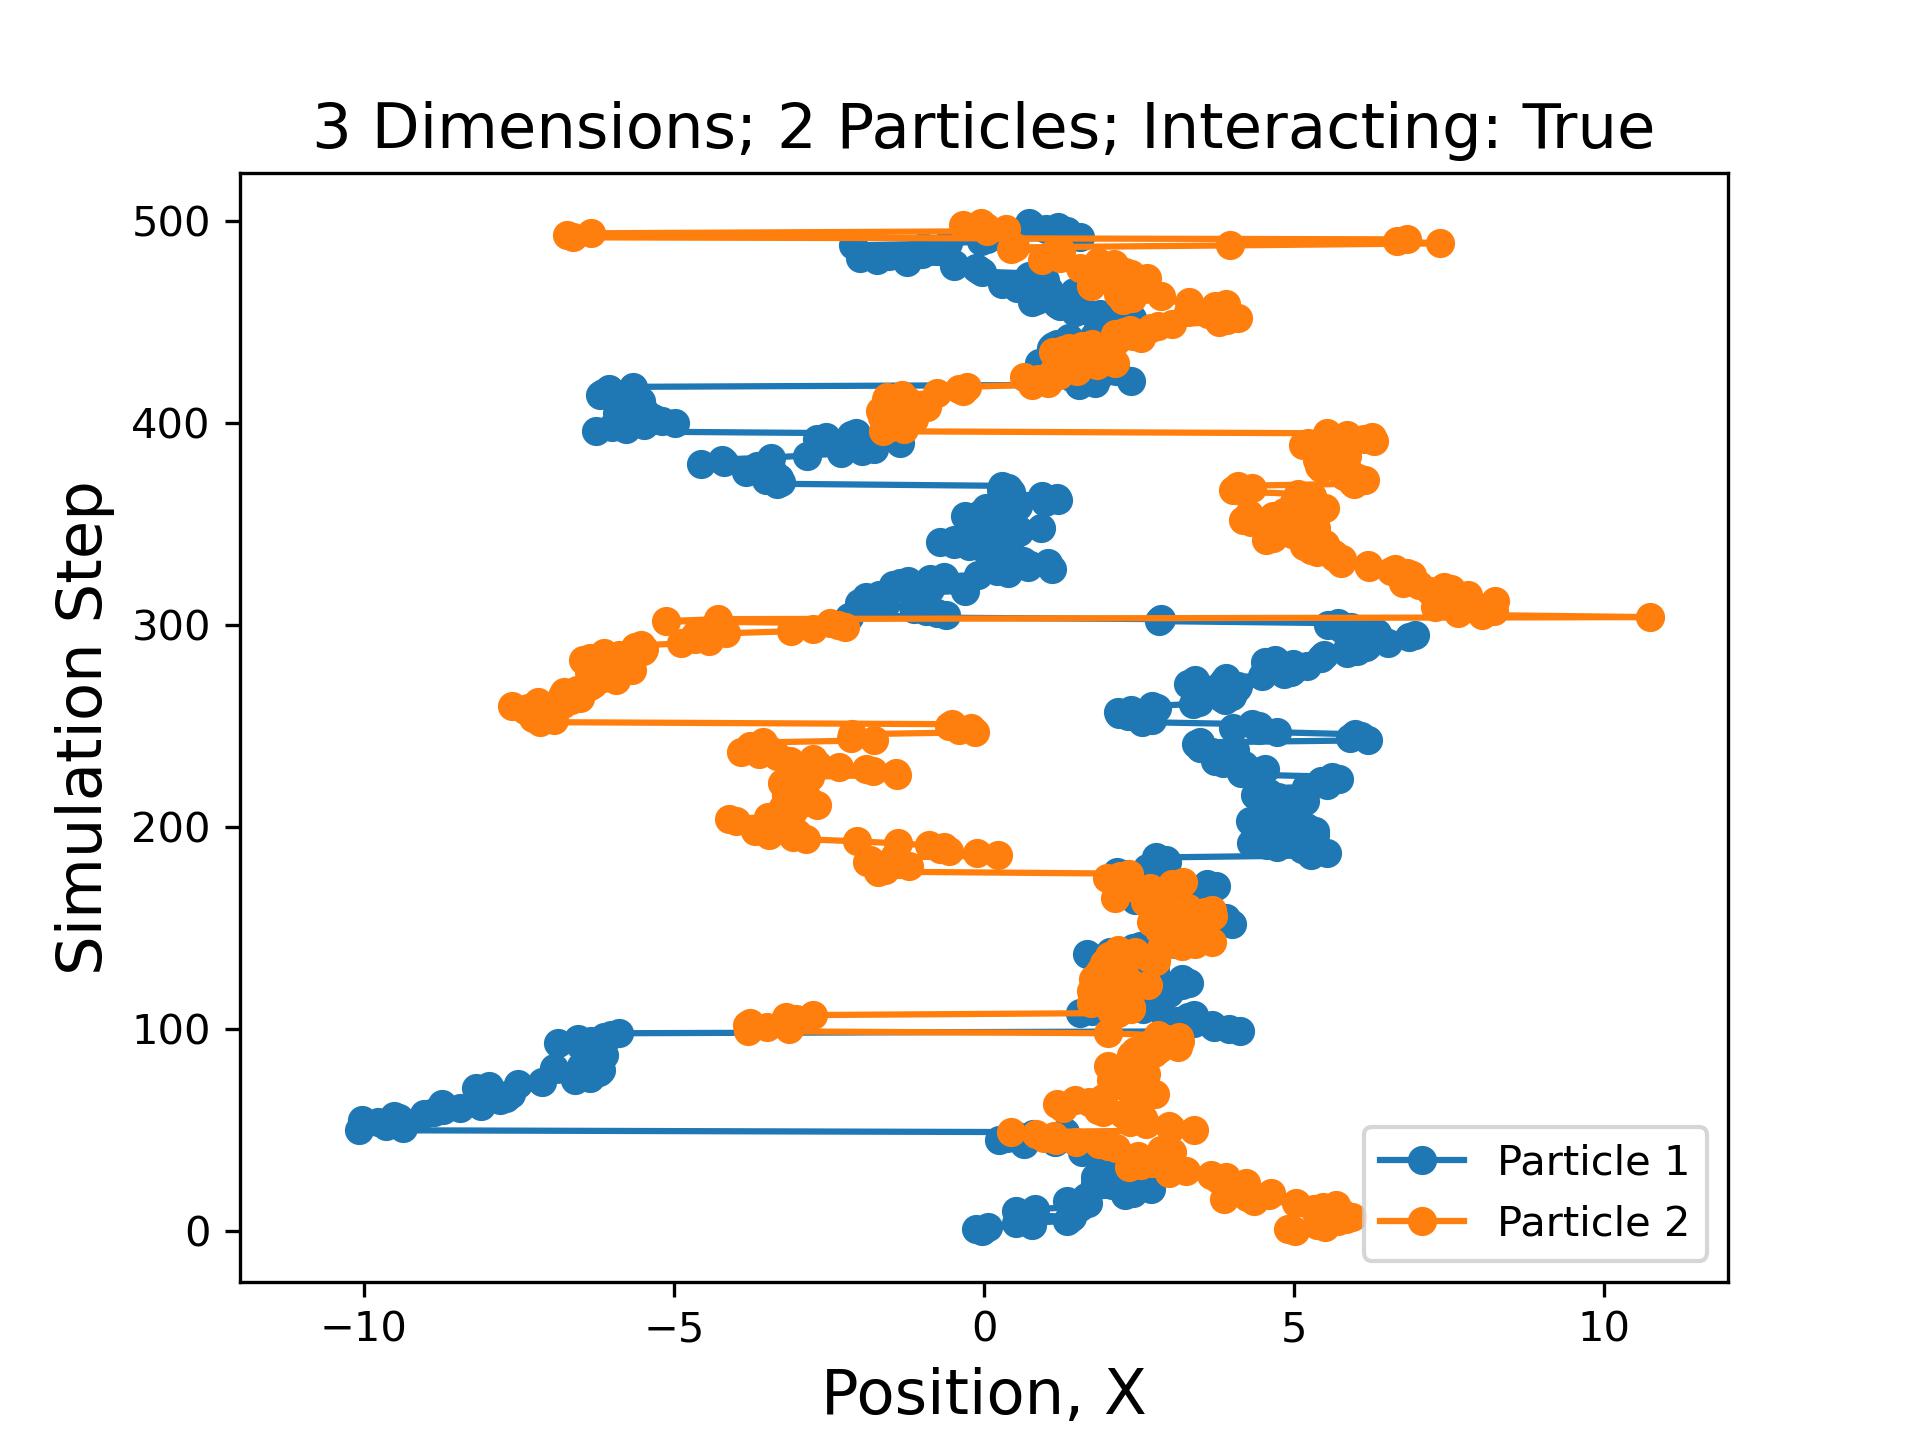 3 Dimensions; 2 Particles; Interacting: True
Simulation Step
500
400
300
200
100
0
Particle 1
Particle 2
−10 −5 0 5 10
Position, X